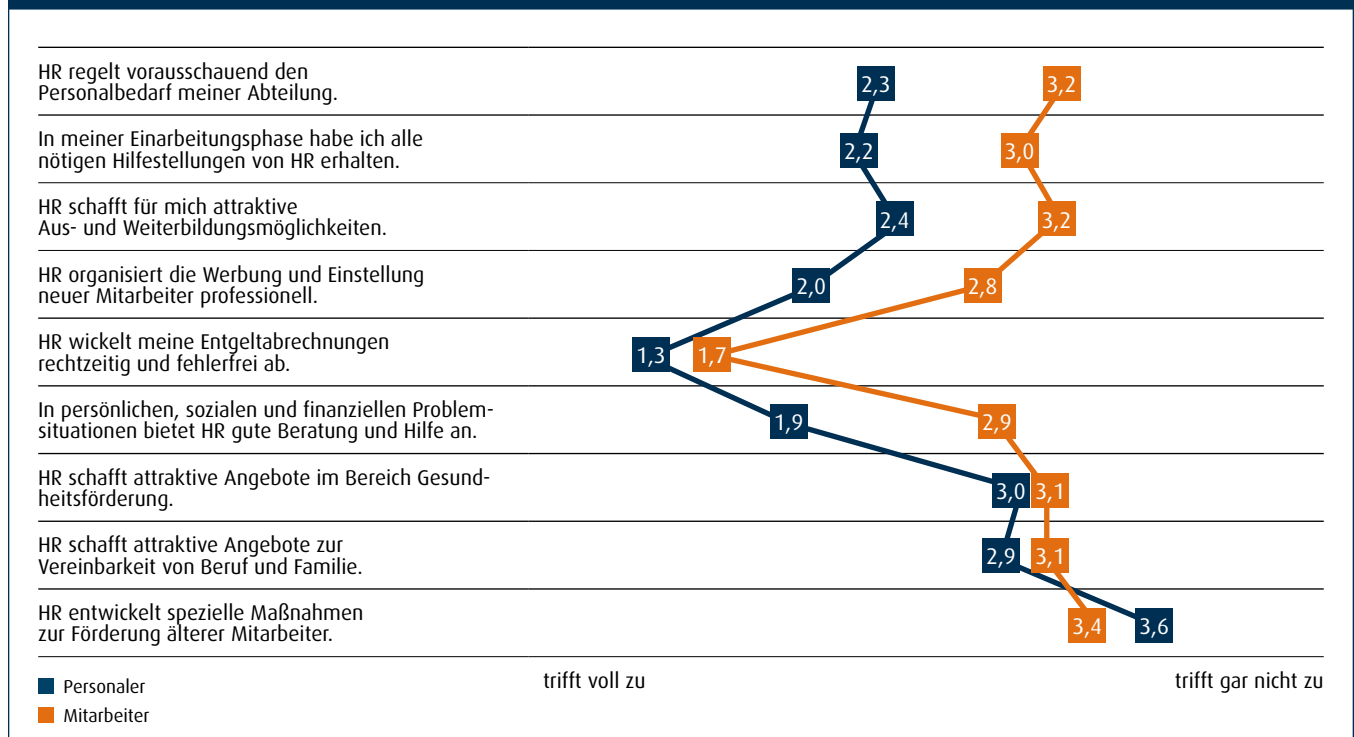 HR regelt vorausschauend den
Personalbedarf meiner Abteilung.
2,3
3,2
In meiner Einarbeitungsphase habe ich alle
nötigen Hilfestellungen von HR erhalten.
2,2
3,0
HR schafft für mich attraktive
Aus- und Weiterbildungsmöglichkeiten.
2,4
3,2
HR organisiert die Werbung und Einstellung
neuer Mitarbeiter professionell.
2,0
2,8
HR wickelt meine Entgeltabrechnungen
rechtzeitig und fehlerfrei ab.
1,3
1,7
In persönlichen, sozialen und finanziellen Problem-
situationen bietet HR gute Beratung und Hilfe an.
1,9
2,9
HR schafft attraktive Angebote im Bereich Gesund-
heitsförderung.
3,0
3,1
HR schafft attraktive Angebote zur
Vereinbarkeit von Beruf und Familie.
2,9
3,1
HR entwickelt spezielle Maßnahmen
zur Förderung älterer Mitarbeiter.
3,4
3,6
trifft voll zu
trifft gar nicht zu
Personaler
Mitarbeiter